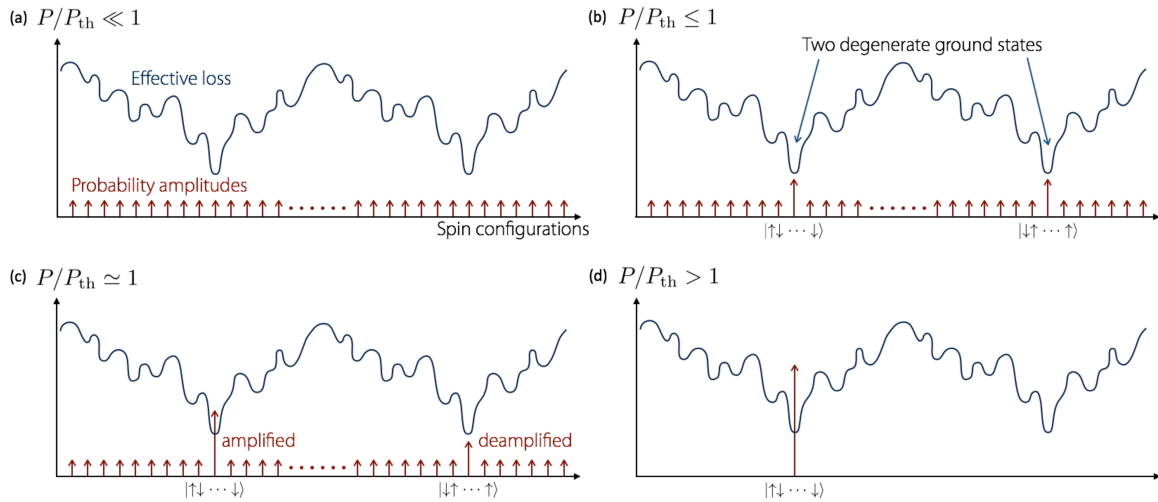 (a) P/P_th ≪ 1
Effective loss
Probability amplitudes
Spin configurations
(b) P/P_th ≤ 1
Two degenerate ground states
|↑↓ ⋯ ↓⟩
|↓↑ ⋯ ↑⟩
(c) P/P_th ≃ 1
amplified
deamplified
|↑↓ ⋯ ↓⟩
|↓↑ ⋯ ↑⟩
(d) P/P_th > 1
|↑↓ ⋯ ↓⟩